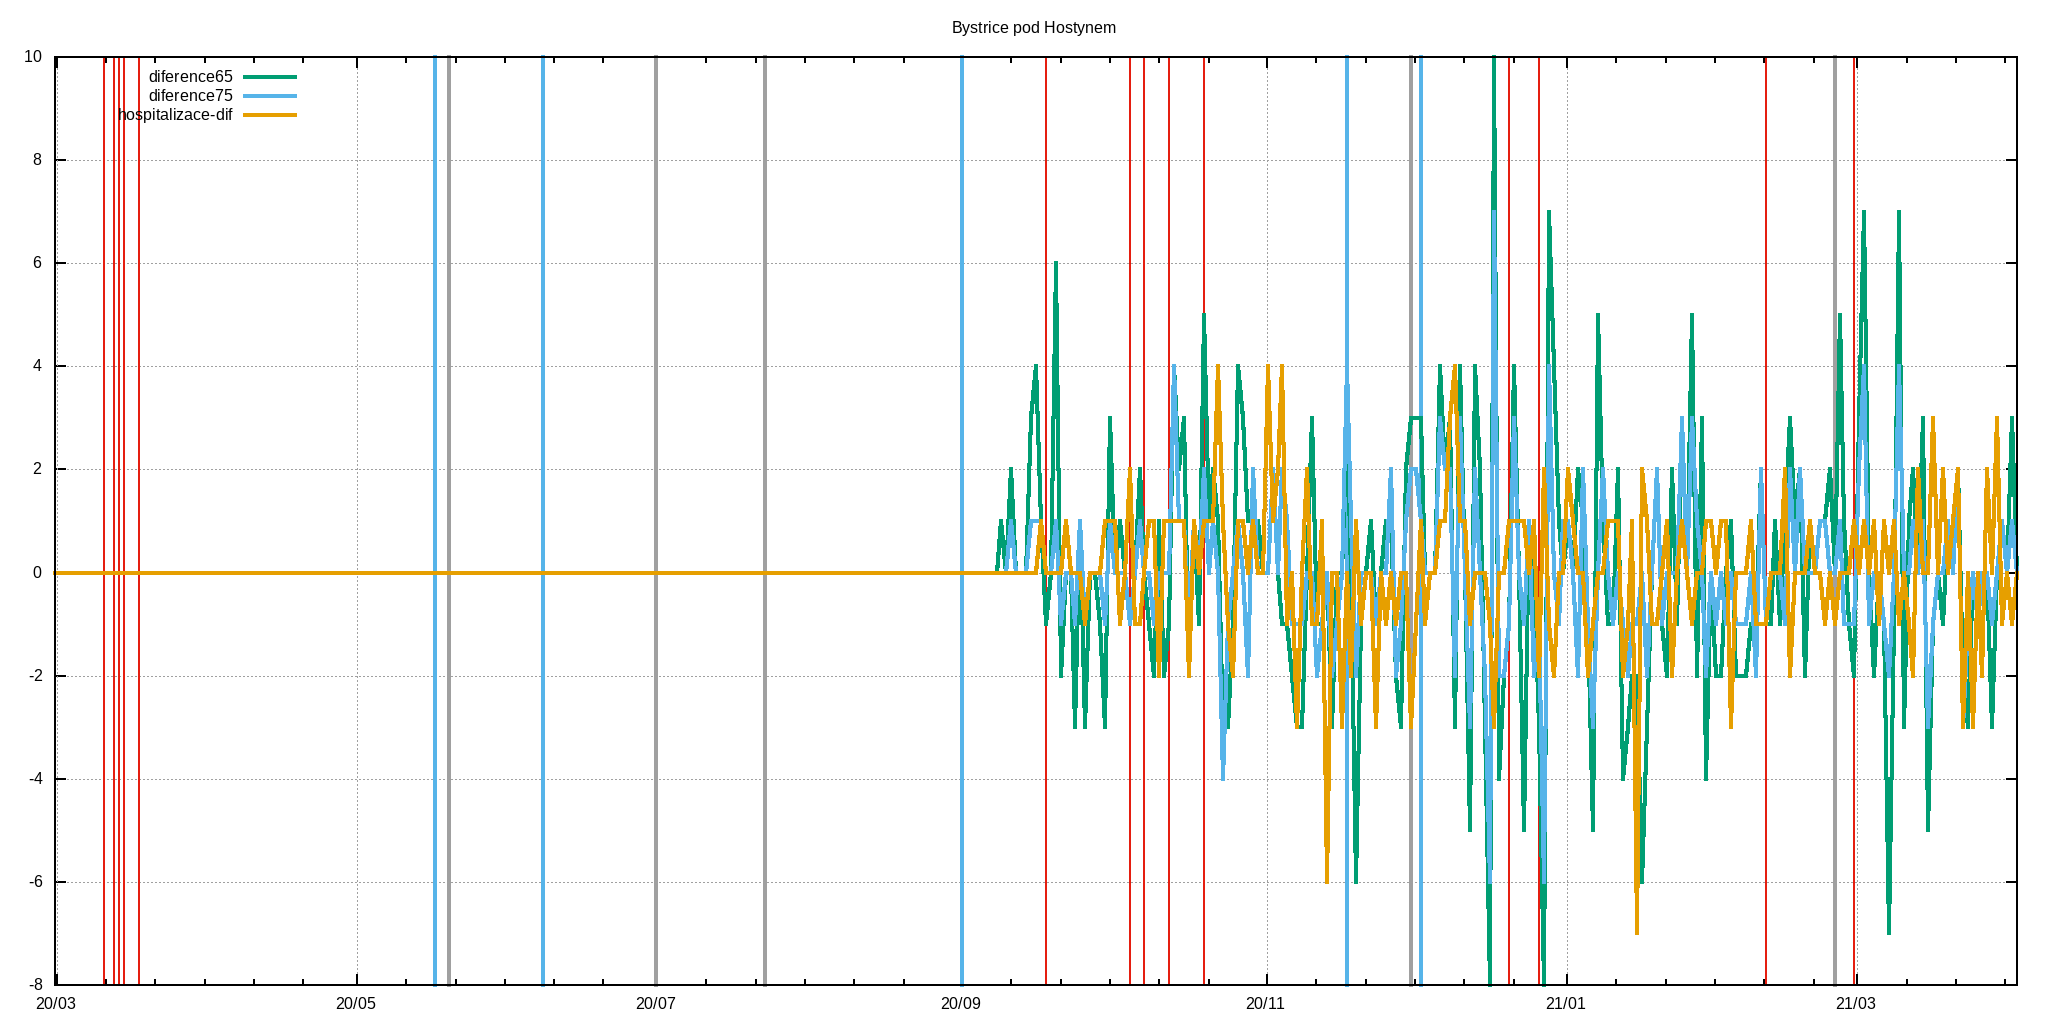 Bystrice pod Hostynem
10
diference65
diference75
hospitalizace-dif
8
6
4
2
0
-2
-4
-6
-8
20/03 20/05 20/07 20/09 20/11 21/01 21/03